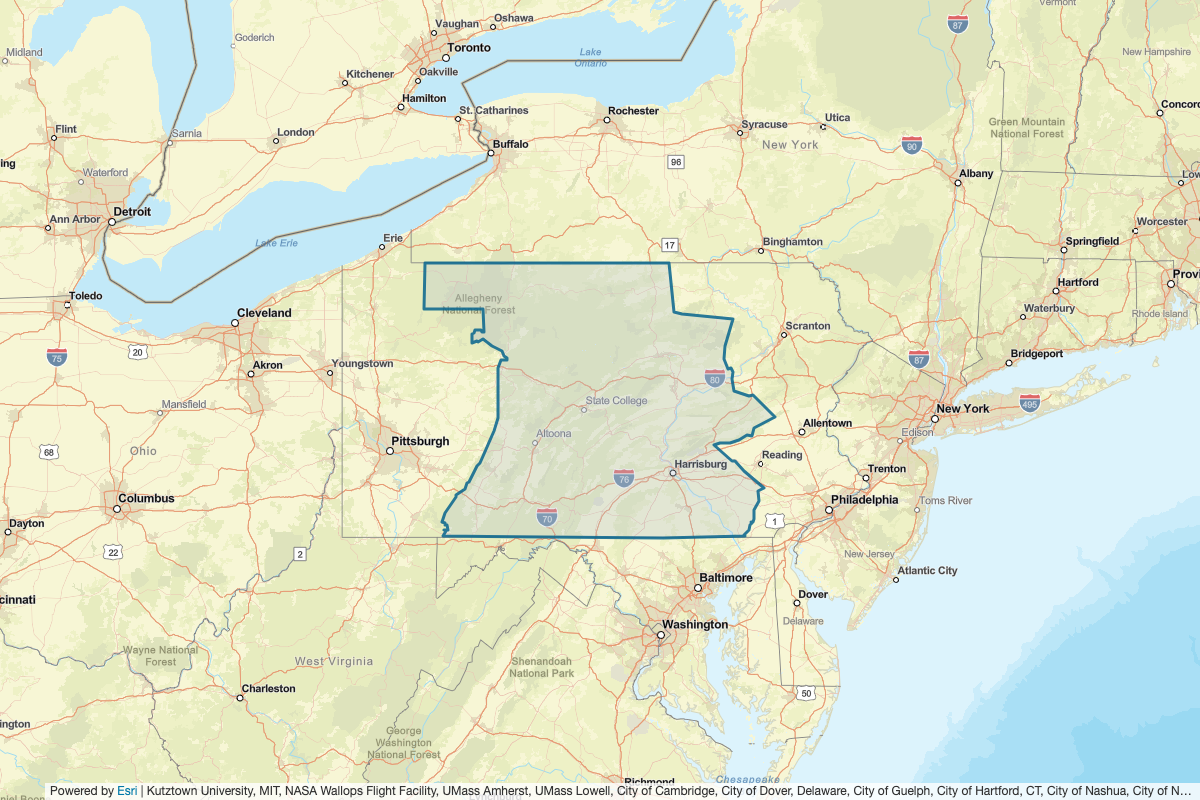 Vermont
Oshawa
Vaughan
87
Goderich
Toronto
Midland
Lake
Ontario
New Hampshire
Kitchener
Oakville
Hamilton
St. Catharines
Rochester
Concord
Utica
Flint
Sarnia
London
Syracuse
Green Mountain
National Forest
Buffalo
New York
90
ing
96
Waterford
Albany
Low
Detroit
Ann Arbor
Worcester
Erie
Lake Erie
17
Binghamton
Springfield
Provi
Hartford
Toledo
Allegheny
National Forest
Cleveland
Waterbury
Rhode Island
Scranton
75
20
87
Bridgeport
Akron
Youngstown
80
State College
495
New York
Mansfield
Allentown
Edison
Altoona
Pittsburgh
Ohio
68
Reading
Harrisburg
Trenton
76
Columbus
Philadelphia
Toms River
70
1
Dayton
22
2
New Jersey
Atlantic City
Baltimore
cinnati
Dover
Delaware
Washington
Wayne National
Forest
West Virginia
Shenandoah
National Park
Charleston
50
ington
George
Washington
National Forest
Richmond
Chesapeake
Powered by Esri | Kutztown University, MIT, NASA Wallops Flight Facility, UMass Amherst, UMass Lowell, City of Cambridge, City of Dover, Delaware, City of Guelph, City of Hartford, CT, City of Nashua, City of N...